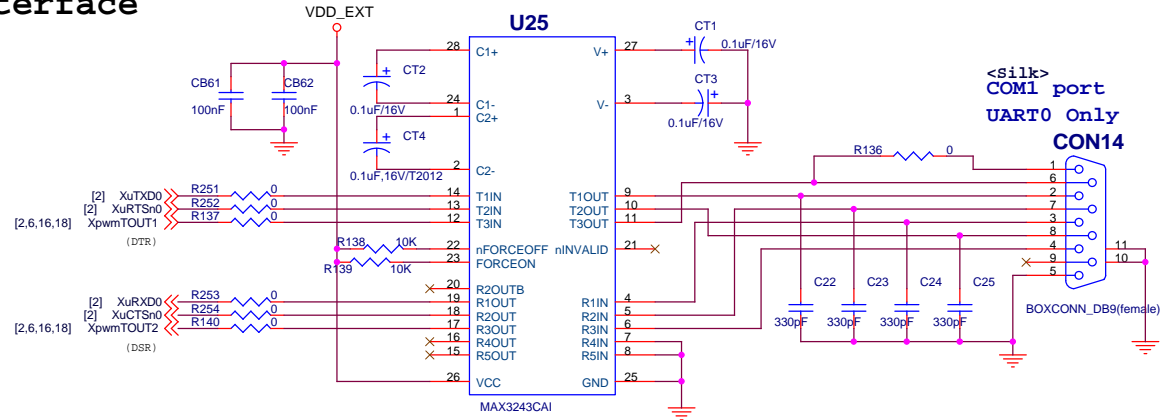 terface
VDD_EXT
U25
CB61
100nF
CB62
100nF
CT2
0.1uF/16V
CT4
0.1uF,16V/T2012
28 C1+
24 C1-
1 C2+
2 C2-
V+ 27
V- 3
CT1
0.1uF/16V
CT3
0.1uF/16V
<Silk>
COM1 port
UART0 Only
CON14
[2] XuTXD0 R251 0 14 T1IN
[2] XuRTSn0 R252 0 13 T2IN
[2,6,16,18] XpwmTOUT1 R137 0 12 T3IN
(DTR)
R138 10K 22 nFORCEOFF
R139 10K 23 FORCEON
20 R2OUTB
[2] XuRXD0 R253 0 19 R1OUT
[2] XuCTSn0 R254 0 18 R2OUT
[2,6,16,18] XpwmTOUT2 R140 0 17 R3OUT
(DSR)
16 R4OUT
15 R5OUT
26 VCC
T1OUT 9
T2OUT 10
T3OUT 11
nINVALID 21
R1IN 4
R2IN 5
R3IN 6
R4IN 7
R5IN 8
GND 25
MAX3243CAI
R136 0
1
6
2
7
3
8
4
9
5
11
10
C22
330pF
C23
330pF
C24
330pF
C25
330pF
BOXCONN_DB9(female)